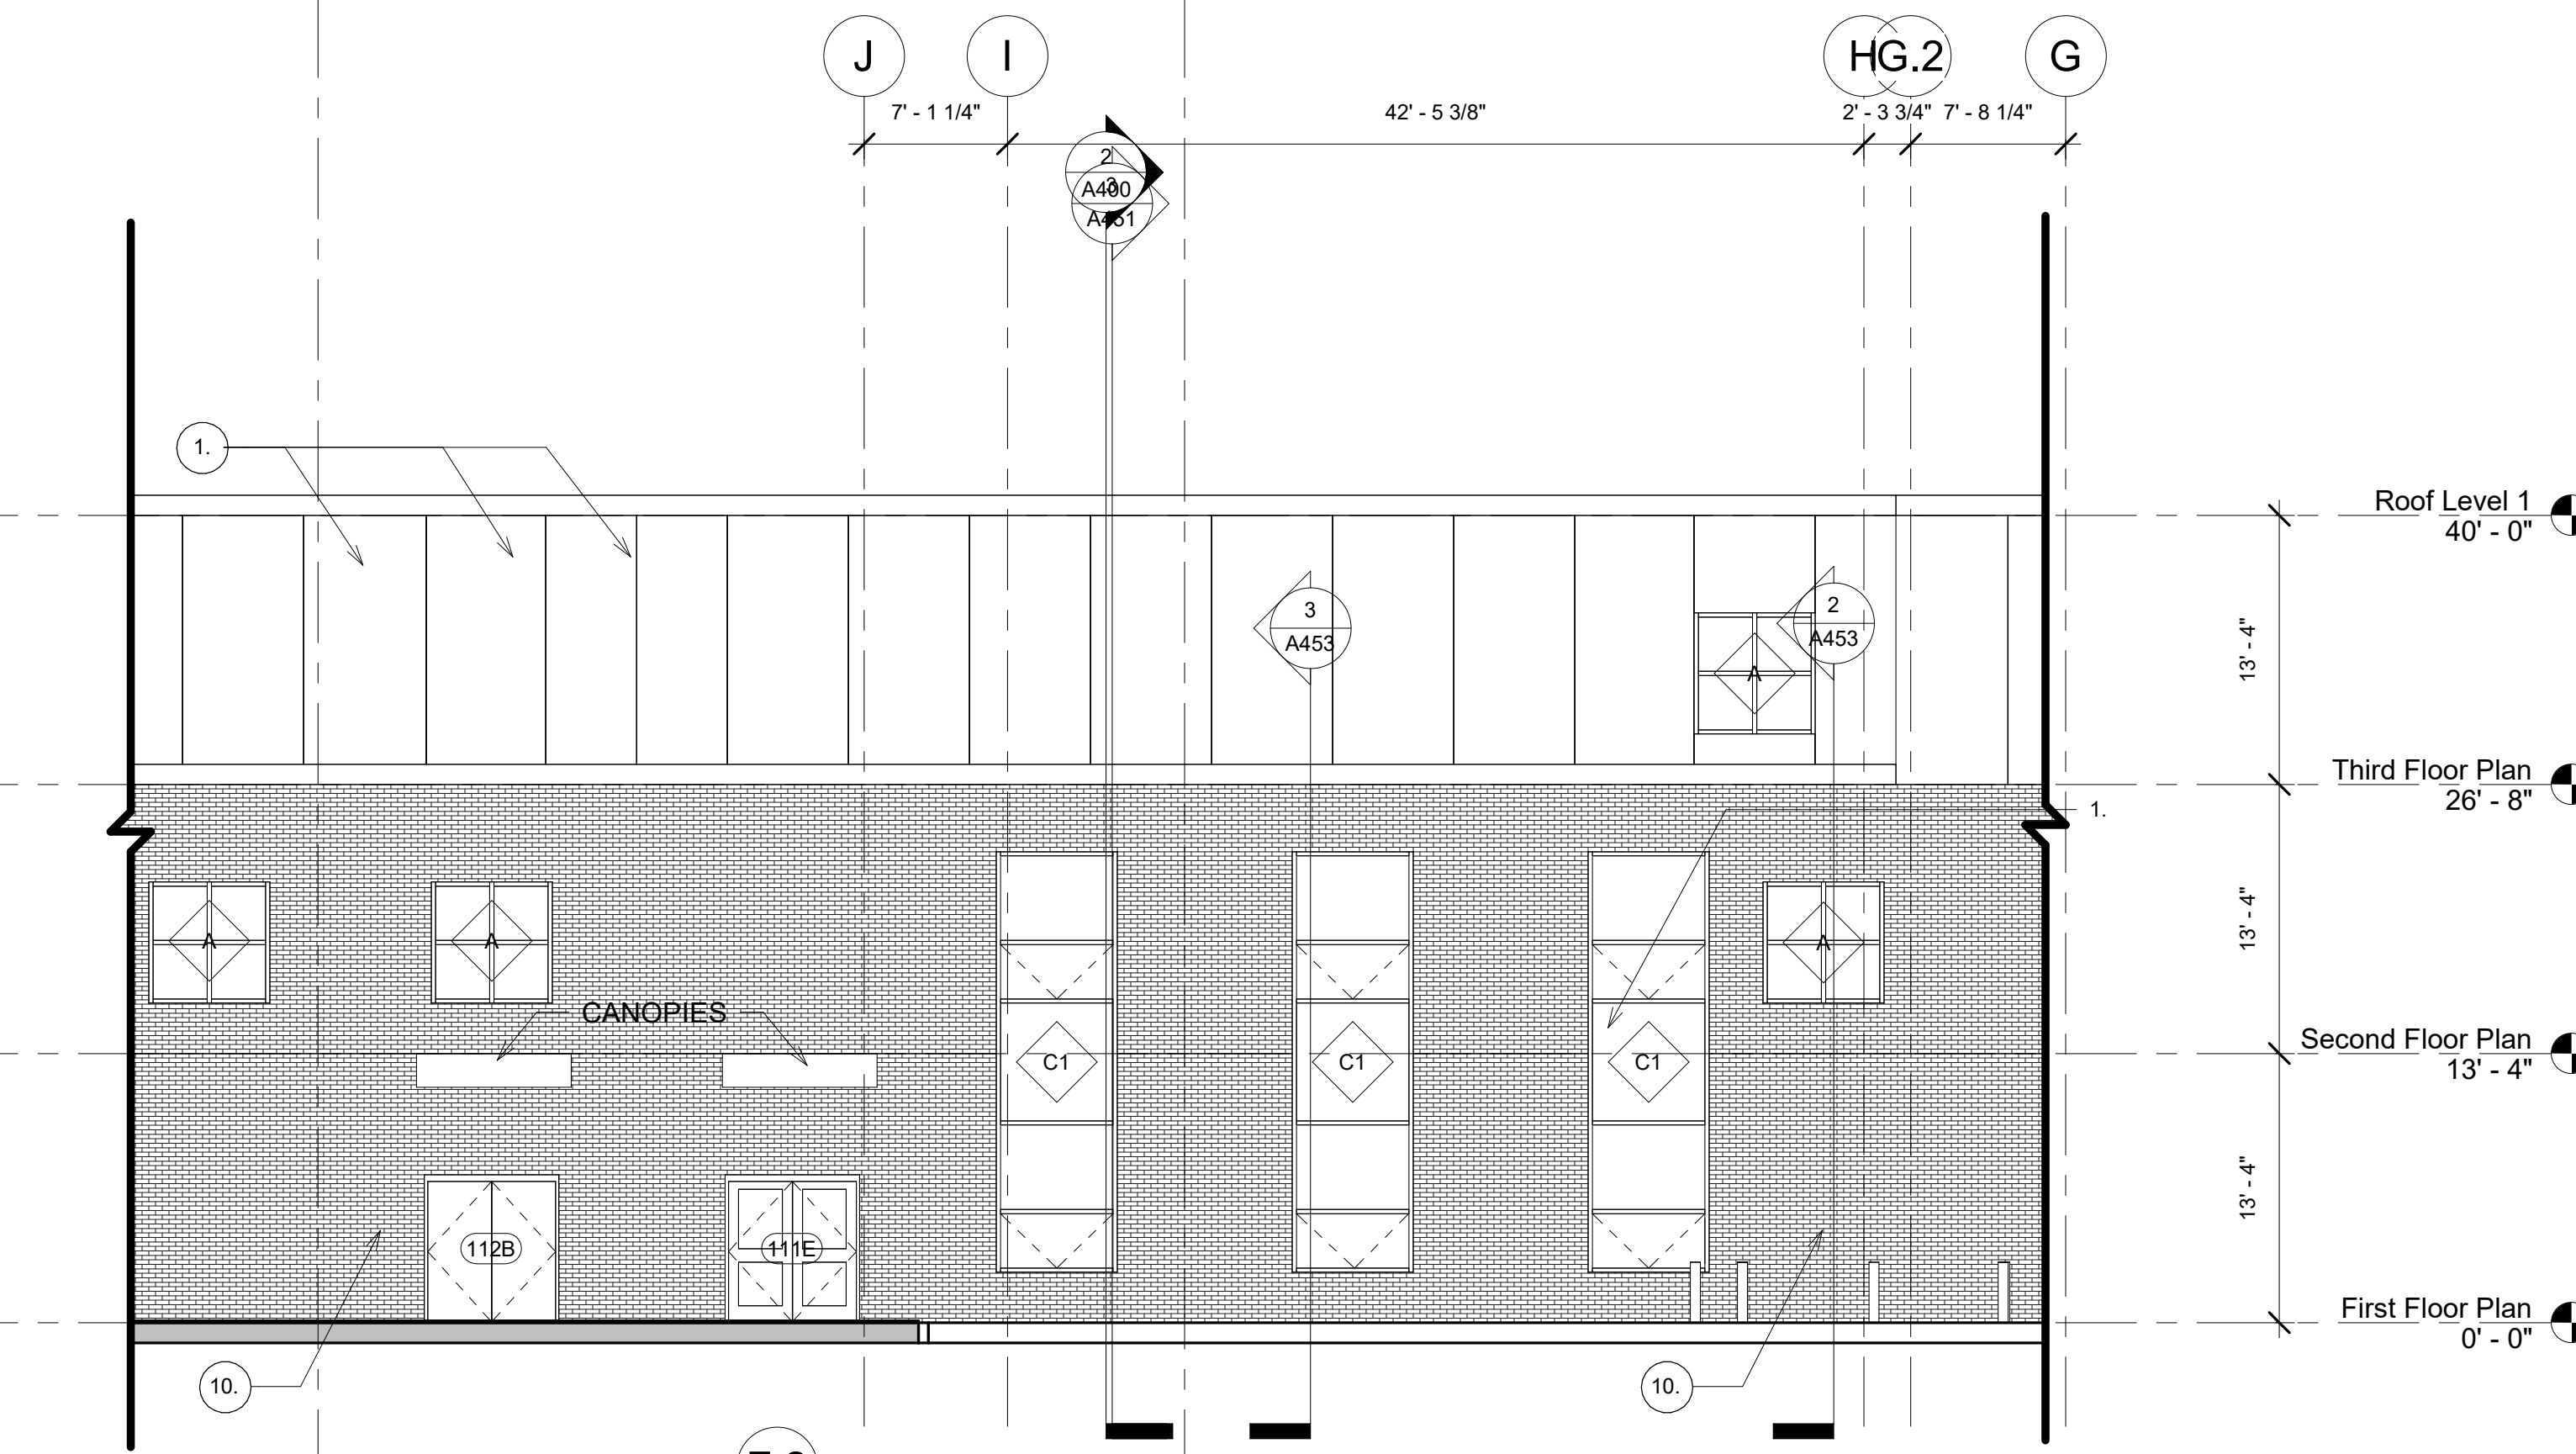 J
I
H
G.2
G
7' - 1 1/4"
42' - 5 3/8"
2' - 3 3/4"
7' - 8 1/4"
2
A400
3
A451
1.
Roof Level 1
40' - 0"
3
A453
2
A453
A
13' - 4"
Third Floor Plan
26' - 8"
1.
A
A
A
13' - 4"
CANOPIES
C1
C1
C1
Second Floor Plan
13' - 4"
13' - 4"
112B
111E
First Floor Plan
0' - 0"
10.
10.